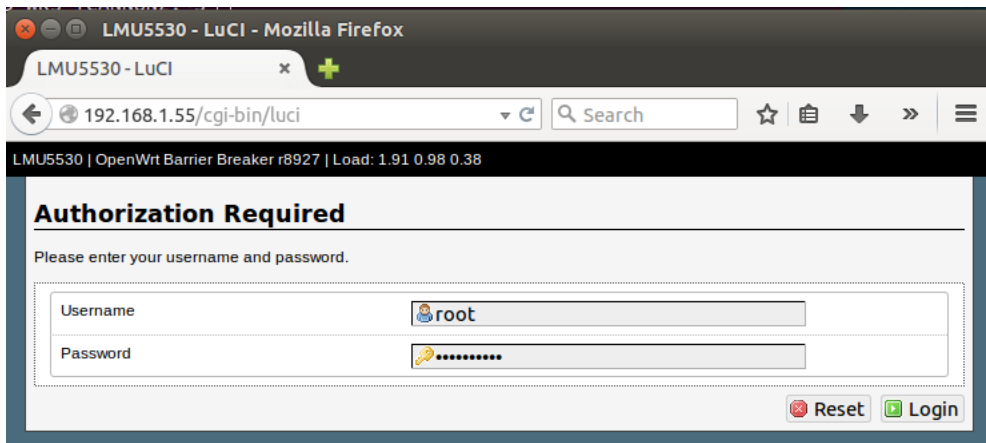 LMU5530 - LuCI - Mozilla Firefox
LMU5530 - LuCI
192.168.1.55/cgi-bin/luci Search
LMU5530 | OpenWrt Barrier Breaker r8927 | Load: 1.91 0.98 0.38
Authorization Required
Please enter your username and password.
Username root
Password ••••••••••
Reset Login